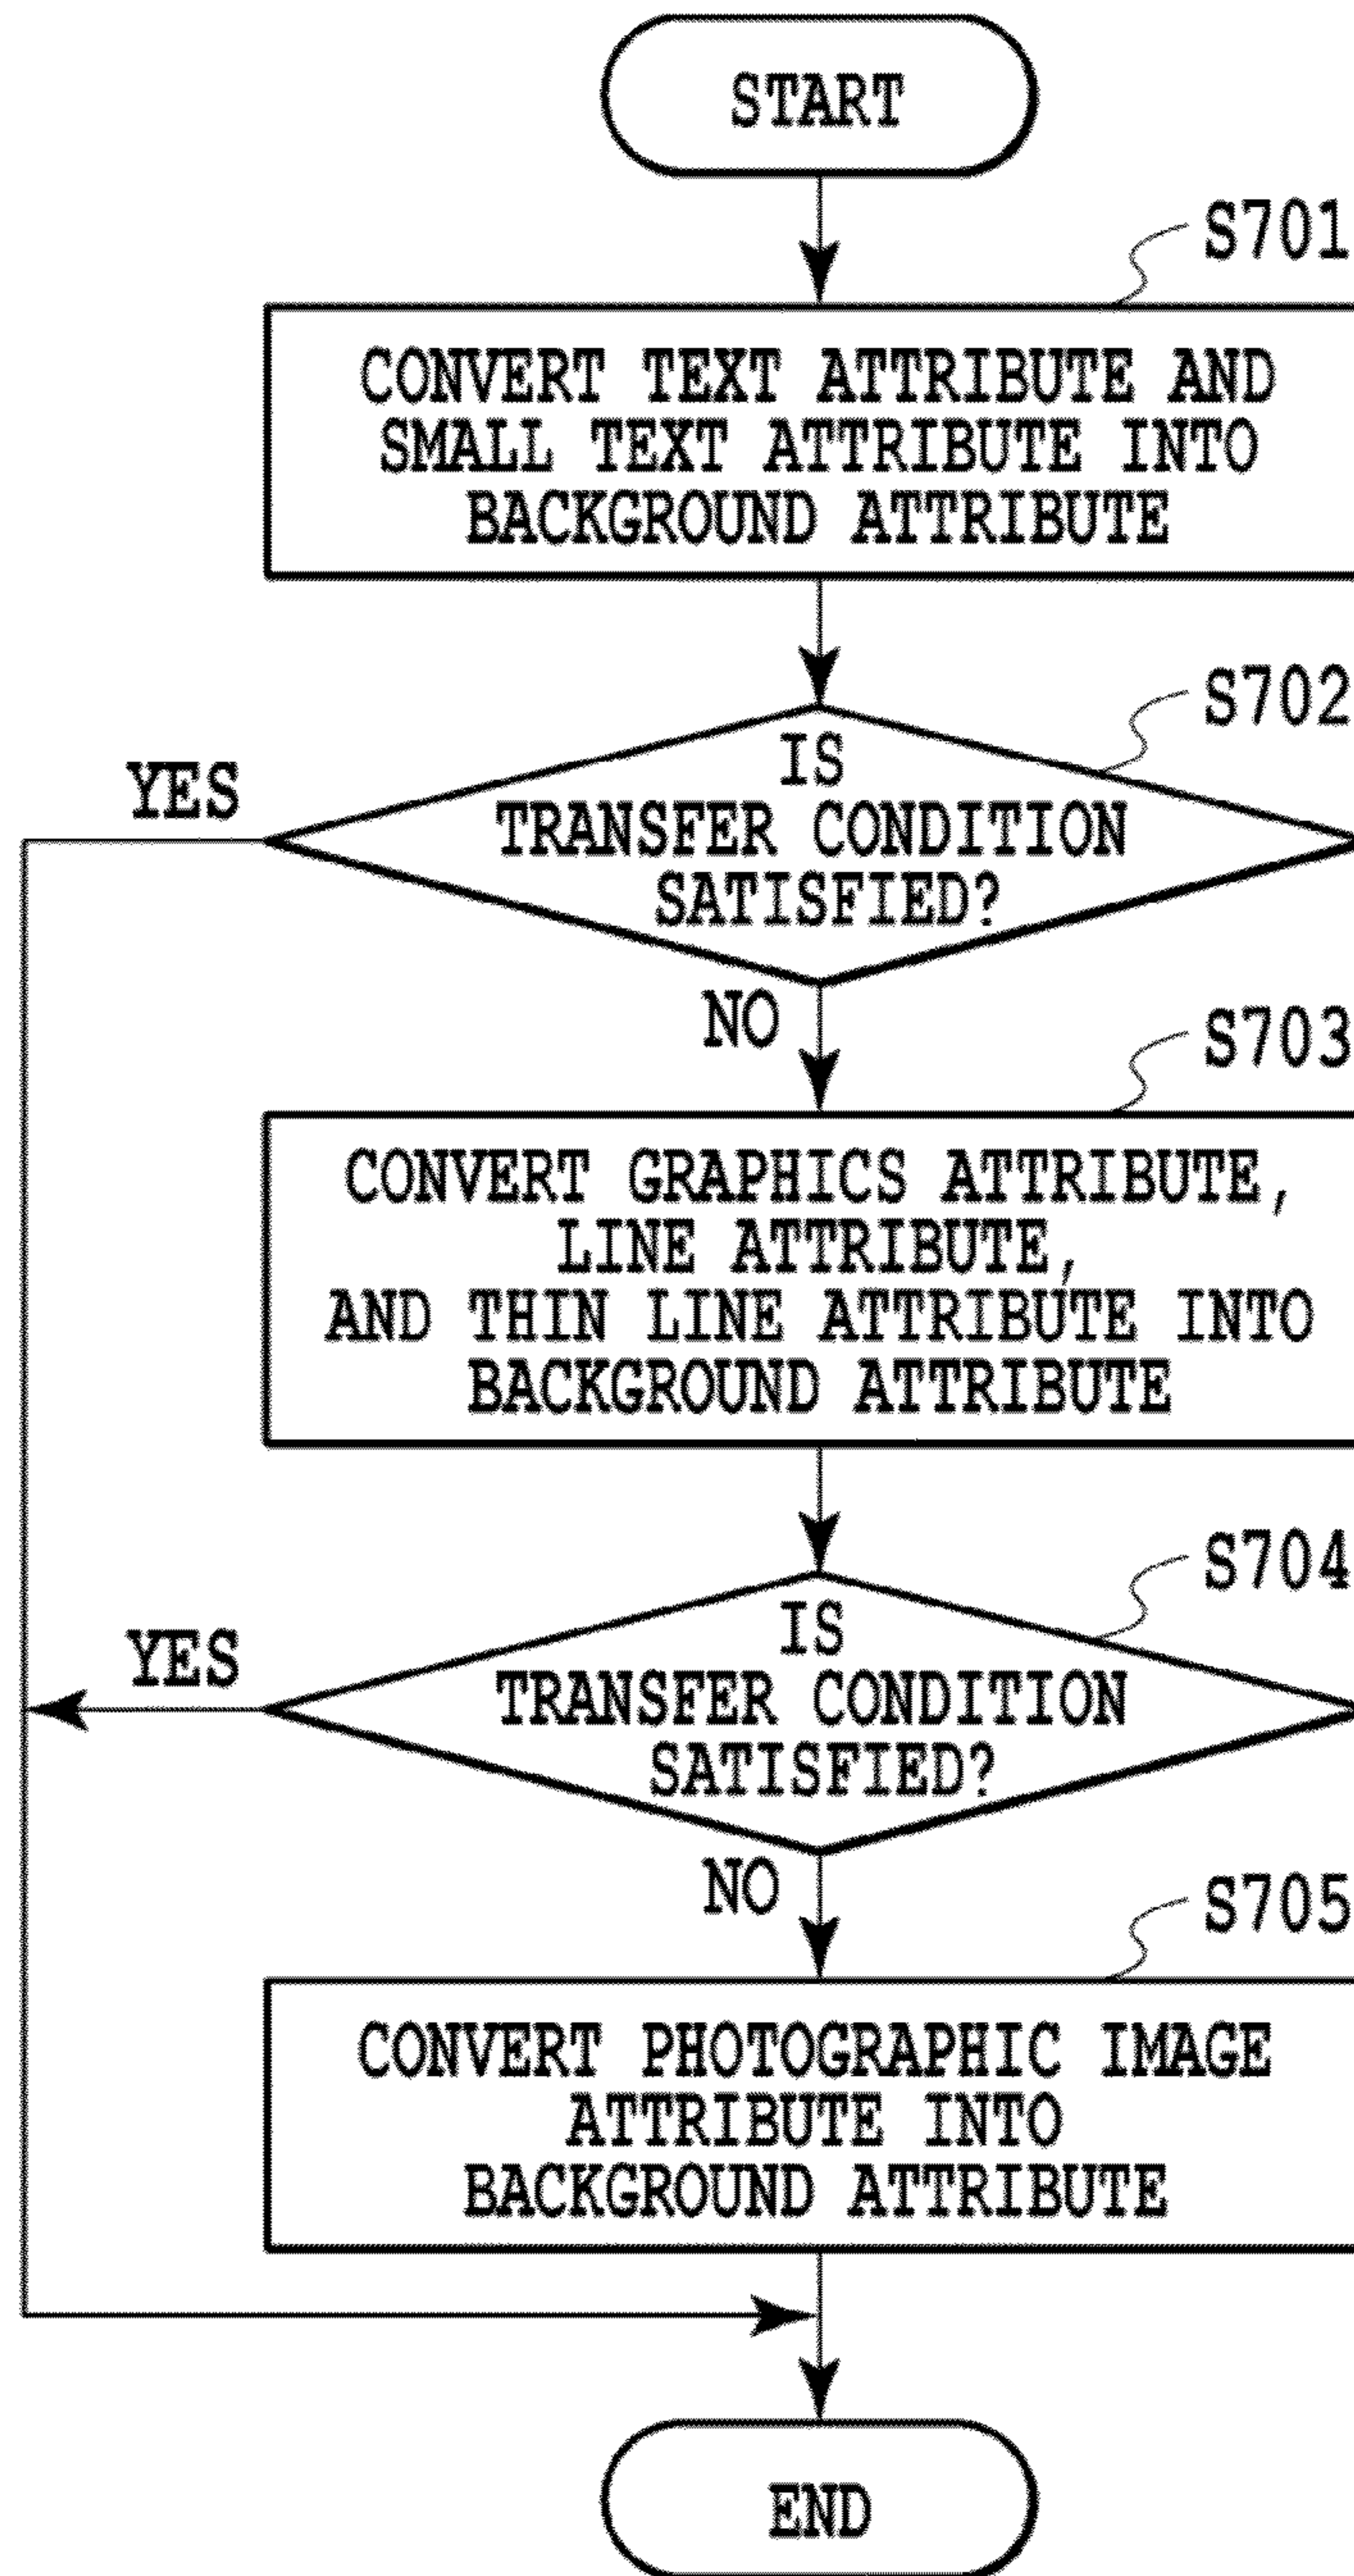 START
S701
CONVERT TEXT ATTRIBUTE AND
SMALL TEXT ATTRIBUTE INTO
BACKGROUND ATTRIBUTE
S702
YES
IS
TRANSFER CONDITION
SATISFIED?
NO
S703
CONVERT GRAPHICS ATTRIBUTE,
LINE ATTRIBUTE,
AND THIN LINE ATTRIBUTE INTO
BACKGROUND ATTRIBUTE
S704
YES
IS
TRANSFER CONDITION
SATISFIED?
NO
S705
CONVERT PHOTOGRAPHIC IMAGE
ATTRIBUTE INTO
BACKGROUND ATTRIBUTE
END